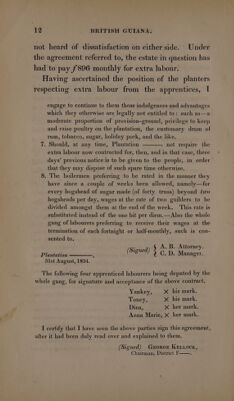 12 BRITISH GUIANA.
not heard of dissatisfaction on either side. Under
the agreement referred to, the estate in question has
had to pay ƒ896 monthly for extra labour.
Having ascertained the position of the planters
respecting extra labour from the apprentices, I
engage to continue to them those indulgences and advantages
which they otherwise are legally not entitled to: such as—a
moderate proportion of provision-ground, privilege to keep
and raise poultry on the plantation, the customary dram of
rum, tobacco, sugar, holiday pork, and the like.
7. Should, at any time, Plantation ——— not require the
extra labour now contracted for, then, and in that case, three
days' previous notice is to be given to the people, in order
that they may dispose of such spare time otherwise.
8. The boilermen preferring to be rated in the manner they
have since a couple of weeks been allowed, namely—for
every hogshead of sugar made (of forty tenus) beyond two
hogsheads per day, wages at the rate of two guilders to be
divided amongst them at the end of the week. This rate is
substituted instead of the one bit per diem.—Also the whole
gang of labourers preferring to receive their wages at the
termination of each fortnight or half-monthly, such is con-
sented to.
(Signed) { A. B. Attorney.
{ C. D. Manager.
Plantation ———,
31st August, 1834.
The following four apprenticed labourers being deputed by the
whole gang, for signature and acceptance of the above contract.
Yankey, × his mark.
Toney, × his mark.
Dina, × her mark.
Anna Maria, × her mark.
I certify that I have seen the above parties sign this agreement,
after it had been duly read over and explained to them.
(Signed) George Kellock,
Chairman, District F——.